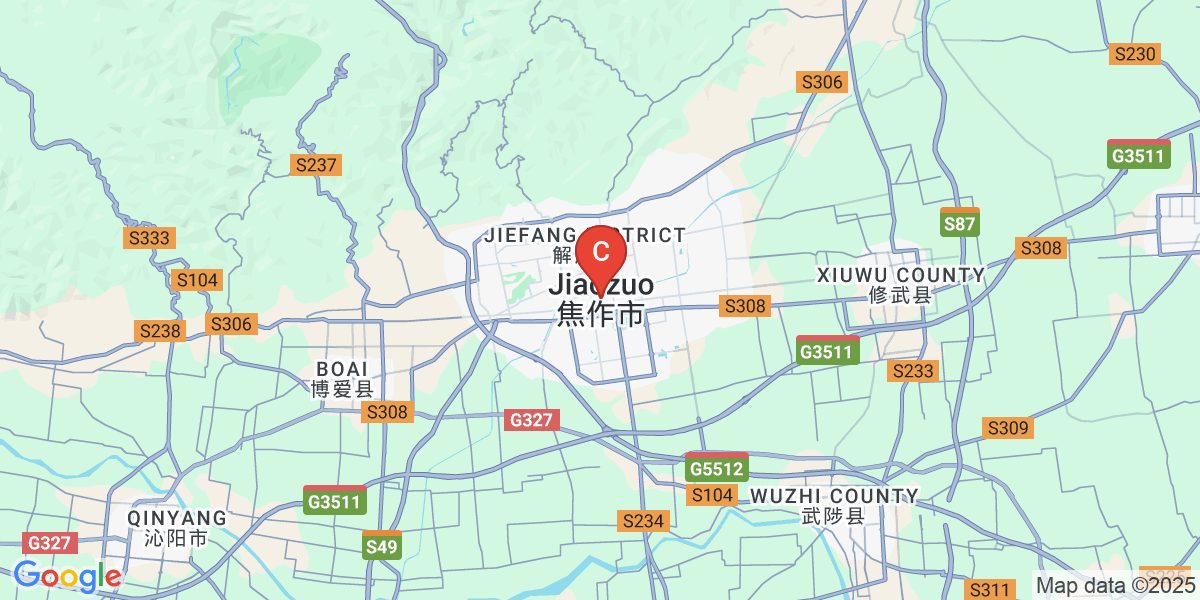 S230
S306
G3511
S237
S87
S333
JIEFANG DISTRICT
S308
C
解
S104
XIUWU COUNTY
修武县
Jiaozuo
焦作市
S308
S306
S238
G3511
BOAI
博爱县
S233
S308
G327
S309
G5512
G3511
S104
WUZHI COUNTY
武陟县
QINYANG
沁阳市
S234
G327
S49
Google
S225
S311
Map data ©2025